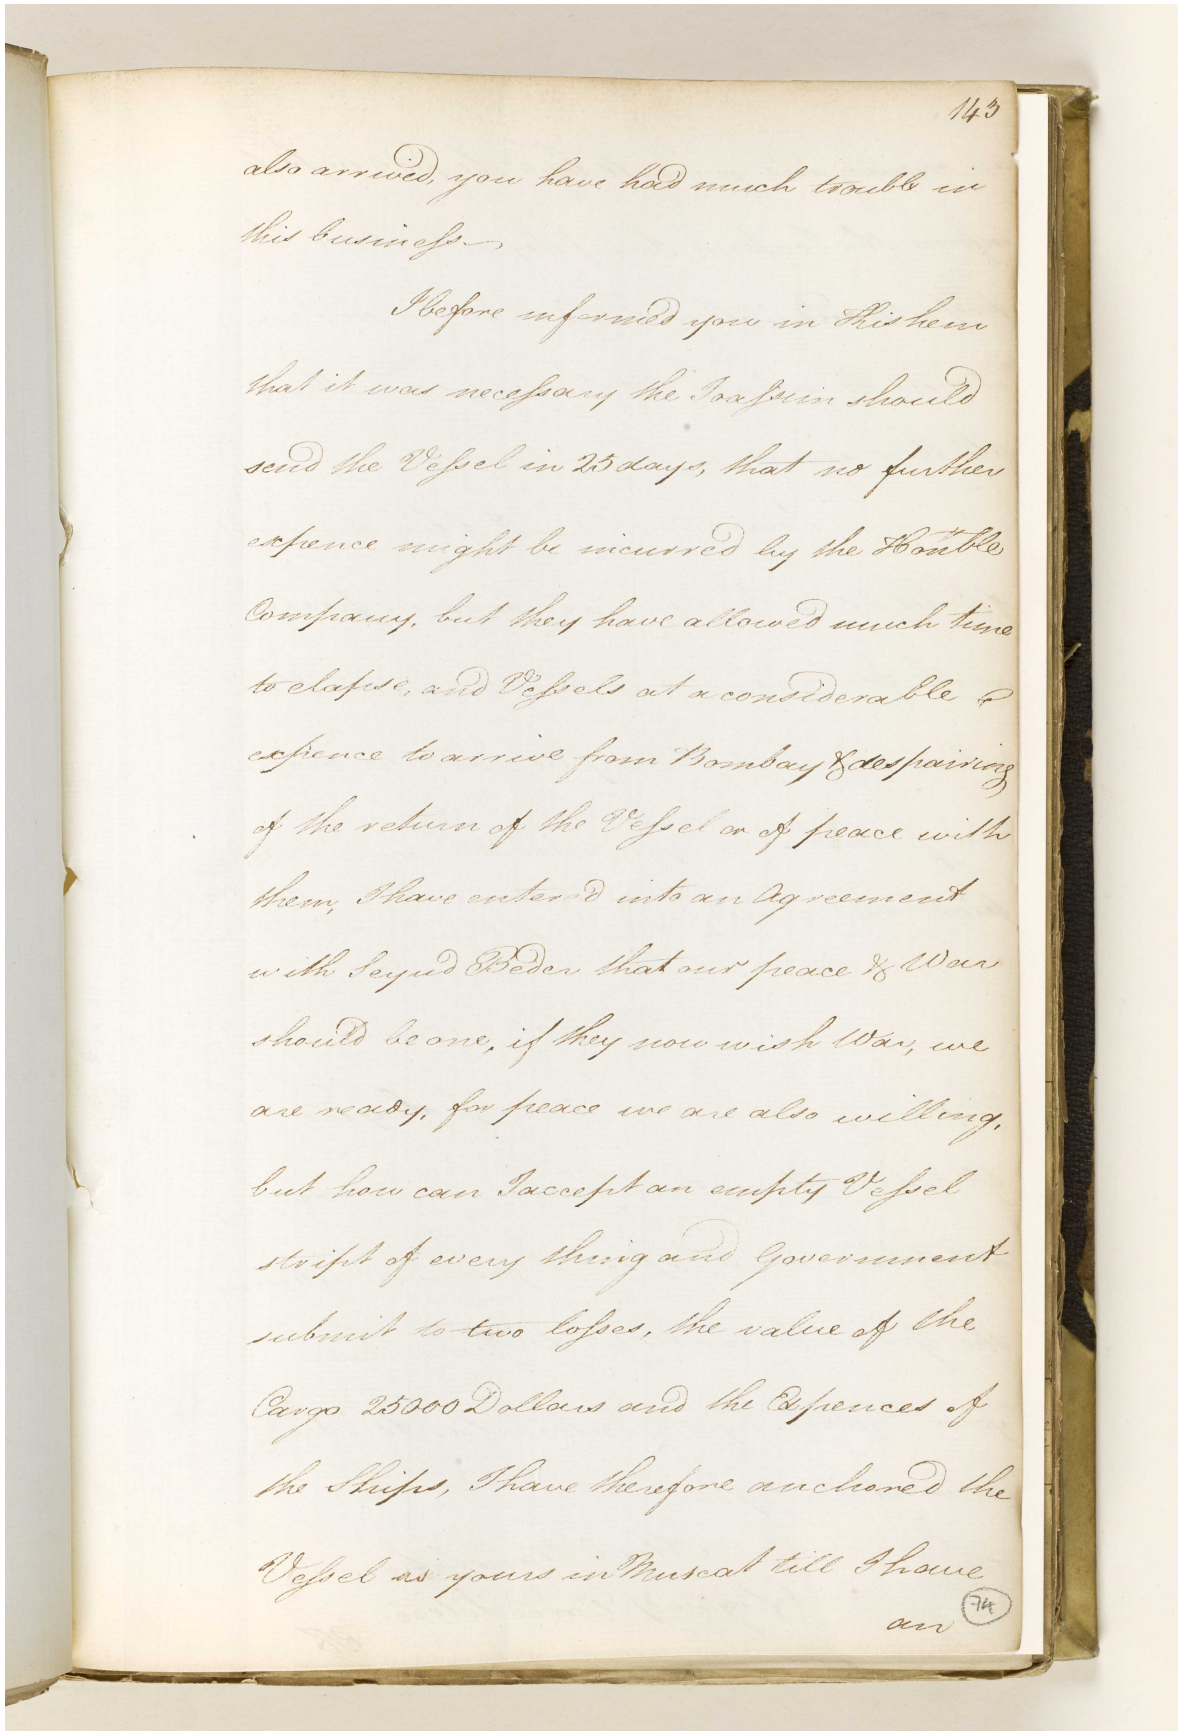 143
also arrived, you have had much trouble in
this business—
I before informed you in Kishem
that it was necessary the Joassim should
send the Vessel in 25 days, that no further
expence might be incurred by the Honble
Company, but they have allowed much time
to elapse, and Vessels at a considerable
expence to arrive from Bombay & despairing
of the return of the Vessel or of peace with
them, I have entered into an Agreement
with Seyud Beder that our peace & War
should be one, if they now wish War, we
are ready, for peace we are also willing,
but how can I accept an empty Vessel
stript of every thing and Government
submit to two losses, the value of the
Cargo 25000 Dollars and the Expences of
the Ships, I have therefore anchored the
Vessel as yours in Muscat till I have
an
74